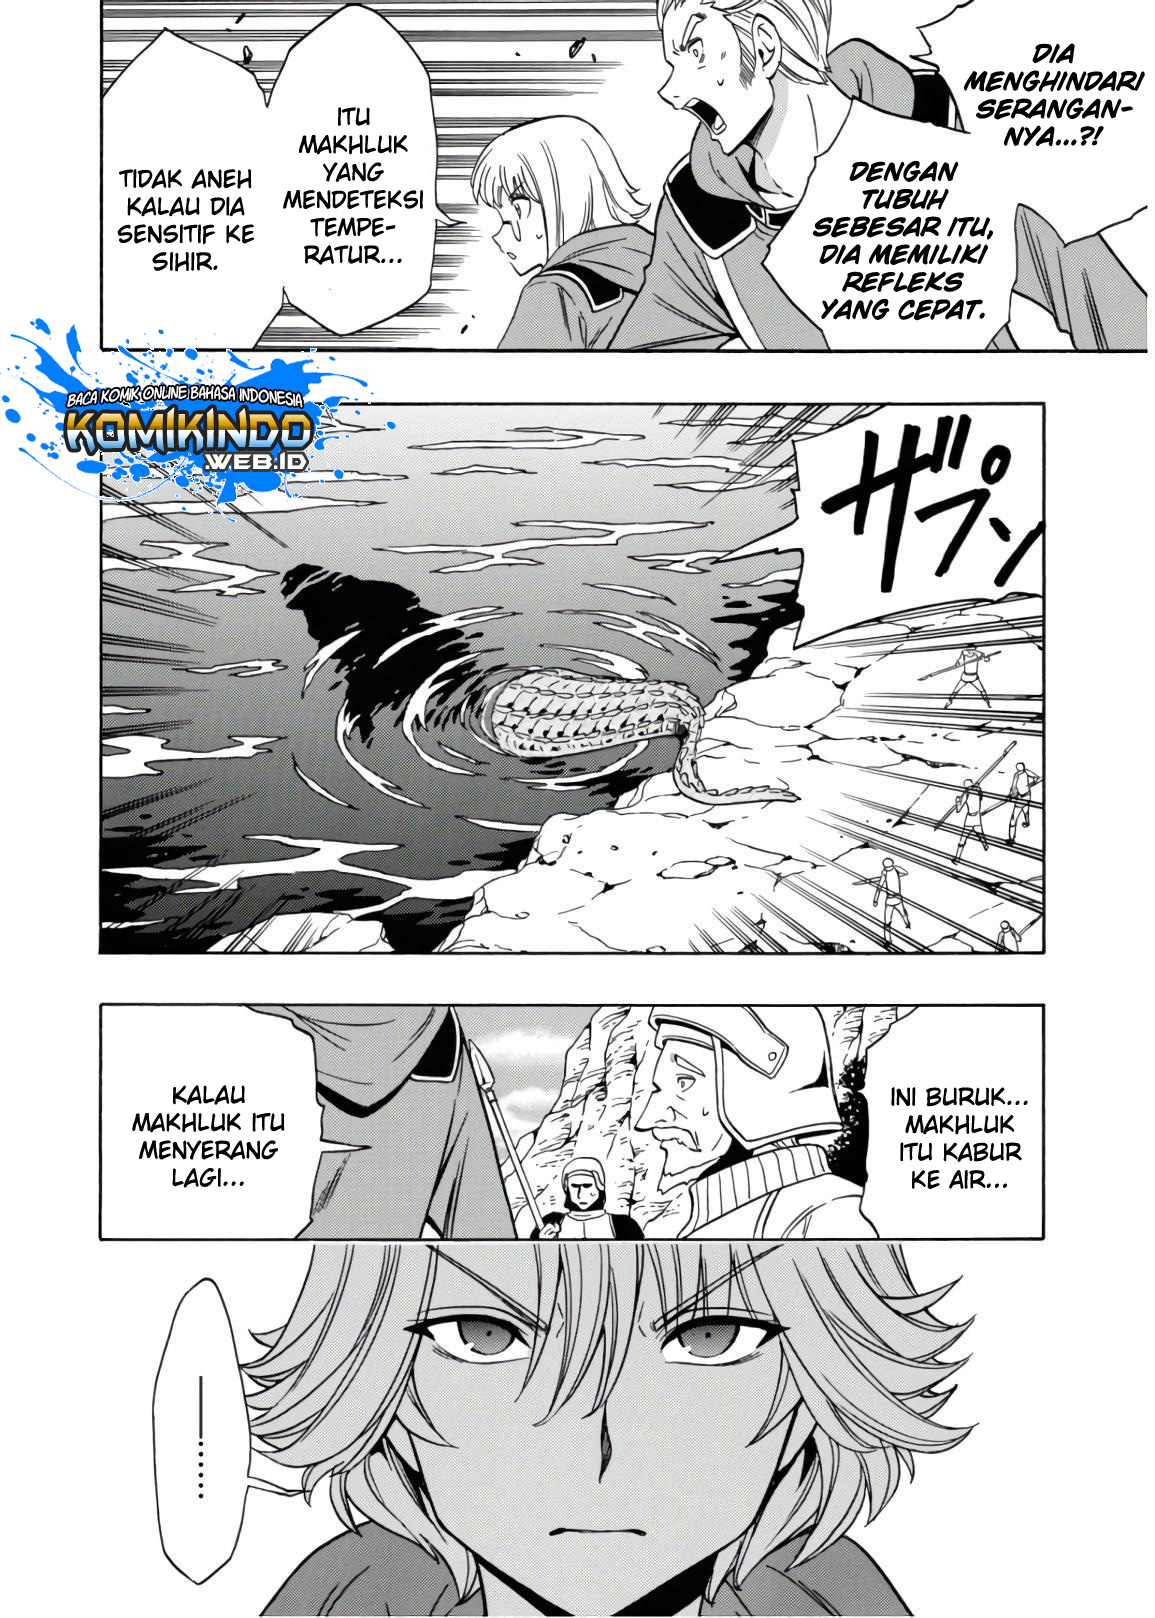 DIA
MENGHINDARI
SERANGAN-
NYA...?!
DENGAN
TUBUH
SEBESAR ITU,
DIA MEMILIKI
REFLEKS
YANG CEPAT.
ITU
MAKHLUK
YANG
MENDETEKSI
TEMPE-
RATUR...
TIDAK ANEH
KALAU DIA
SENSITIF KE
SIHIR.
BACA KOMIK ONLINE BAHASA INDONESIA
KOMIKINDO
.WEB.ID
ザプン
INI BURUK...
MAKHLUK
ITU KABUR
KE AIR...
KALAU
MAKHLUK ITU
MENYERANG
LAGI...
―......